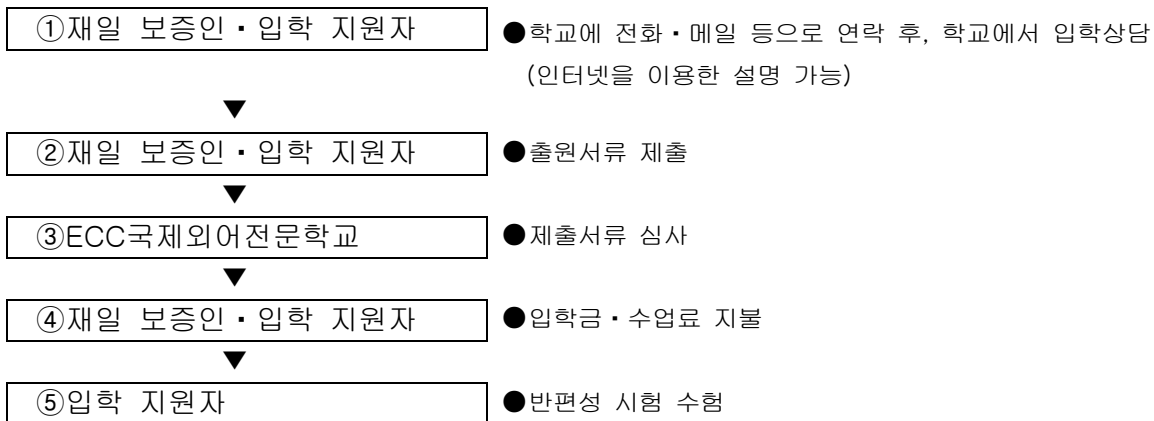 ①재일 보증인・입학 지원자 ●학교에 전화・메일 등으로 연락 후, 학교에서 입학상담
(인터넷을 이용한 설명 가능)
▼
②재일 보증인・입학 지원자 ●출원서류 제출
▼
③ECC국제외어전문학교 ●제출서류 심사
▼
④재일 보증인・입학 지원자 ●입학금・수업료 지불
▼
⑤입학 지원자 ●반편성 시험 수험